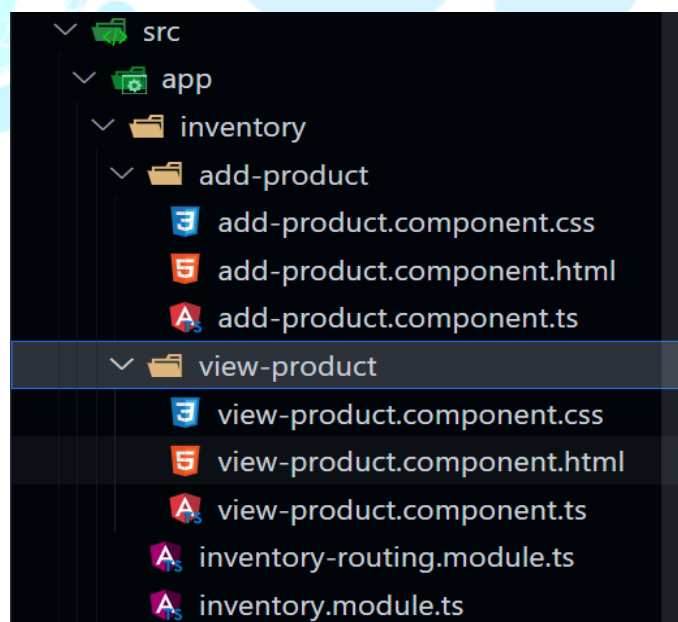 src
app
inventory
add-product
add-product.component.css
add-product.component.html
add-product.component.ts
view-product
view-product.component.css
view-product.component.html
view-product.component.ts
inventory-routing.module.ts
inventory.module.ts